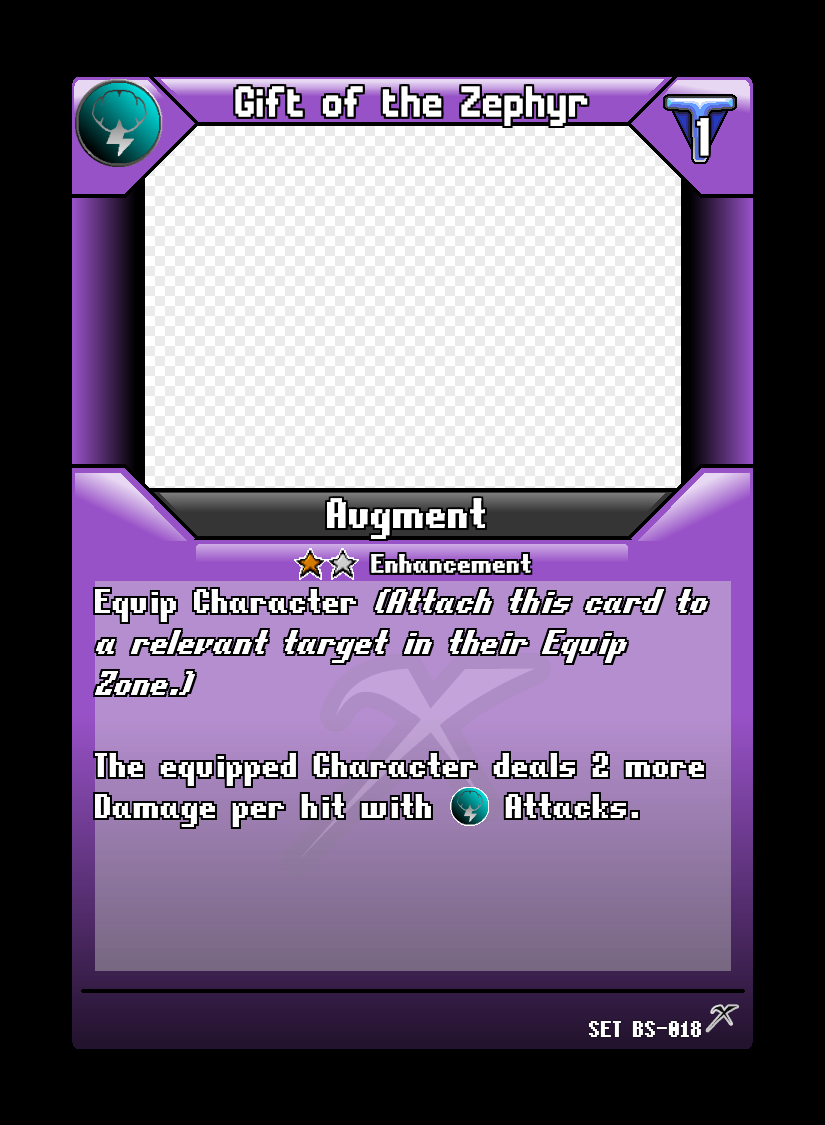 Gift of the Zephyr
1
Augment
Enhancement
Equip Character (Attach this card to
a relevant target in their Equip
Zone.)
The equipped Character deals 2 more
Damage per hit with Attacks.
SET BS-018